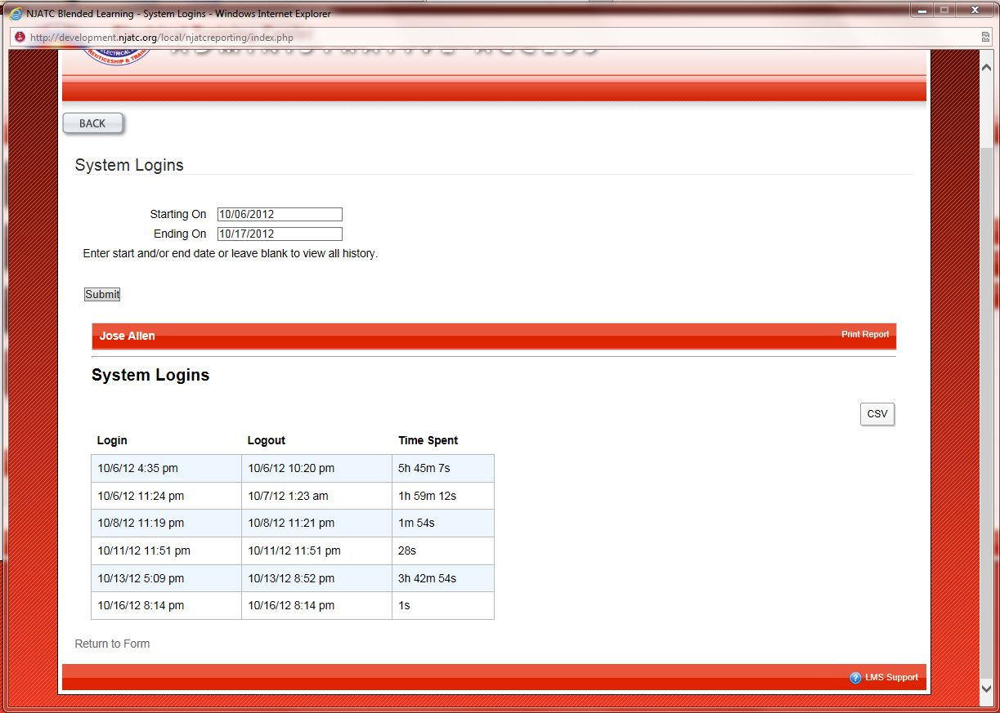 NJATC Blended Learning - System Logins - Windows Internet Explorer
http://development.njatc.org/local/njatcreporting/index.php
ELECTRICAL
ADMINISTRATIVE ACCESS
BACK
System Logins
Starting On 10/06/2012
Ending On 10/17/2012
Enter start and/or end date or leave blank to view all history.
Submit
Jose Allen Print Report
System Logins
CSV
Login Logout Time Spent
10/6/12 4:35 pm 10/6/12 10:20 pm 5h 45m 7s
10/6/12 11:24 pm 10/7/12 1:23 am 1h 59m 12s
10/8/12 11:19 pm 10/8/12 11:21 pm 1m 54s
10/11/12 11:51 pm 10/11/12 11:51 pm 28s
10/13/12 5:09 pm 10/13/12 8:52 pm 3h 42m 54s
10/16/12 8:14 pm 10/16/12 8:14 pm 1s
Return to Form
? LMS Support